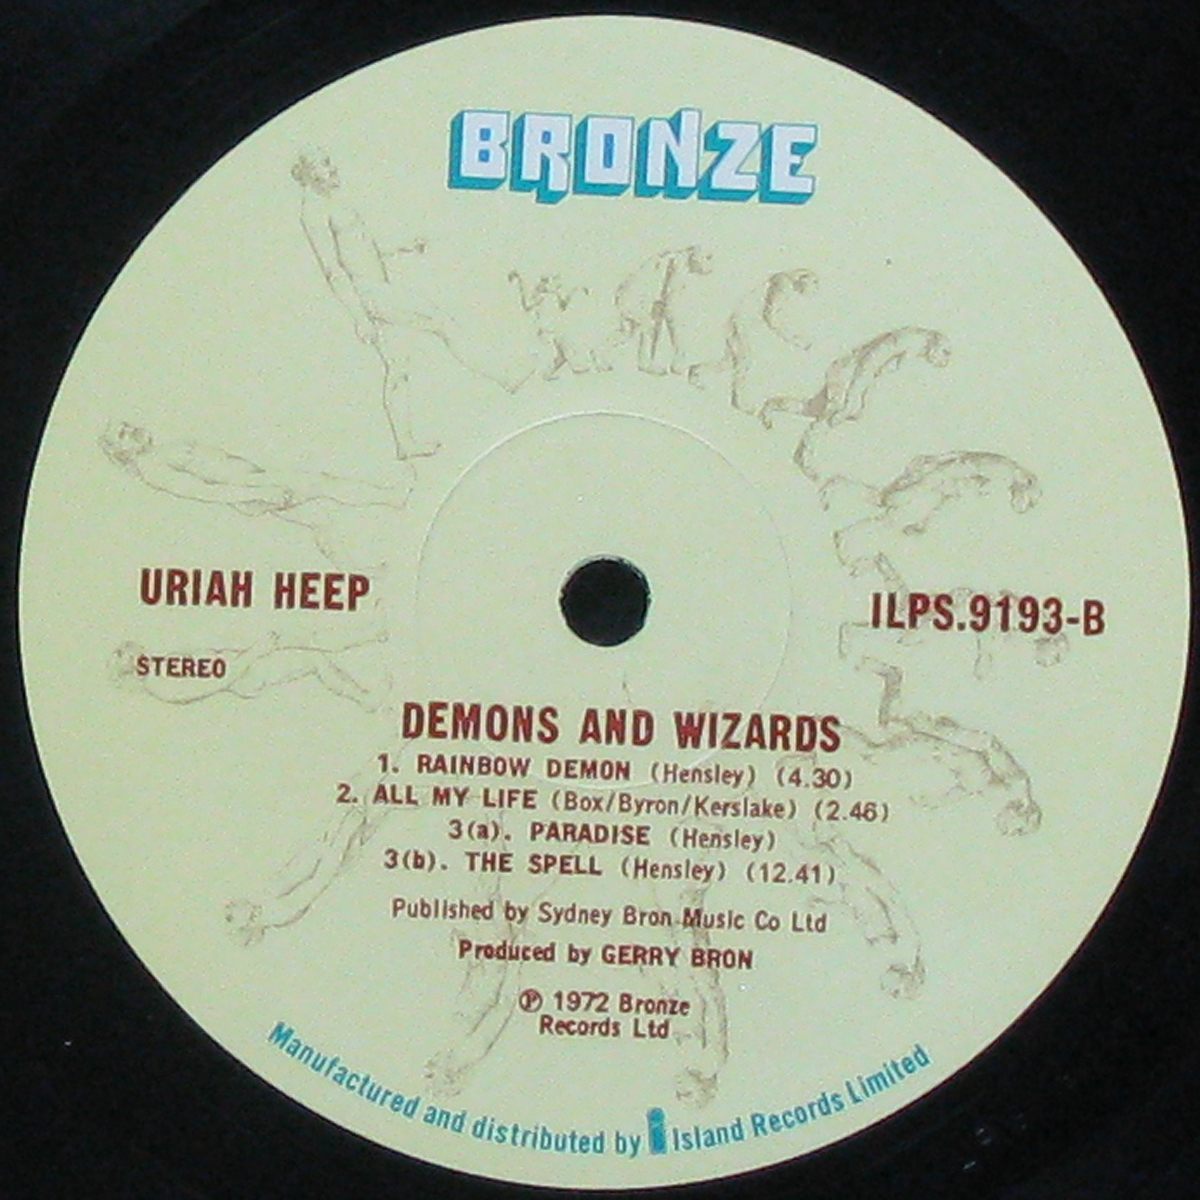 BRONZE
URIAH HEEP
ILPS.9193-B
STEREO
DEMONS AND WIZARDS
1. RAINBOW DEMON (Hensley) (4.30)
2. ALL MY LIFE (Box/Byron/Kerslake) (2.46)
3(a). PARADISE (Hensley)
3(b). THE SPELL (Hensley) (12.41)
Published by Sydney Bron Music Co Ltd
Produced by GERRY BRON
℗ 1972 Bronze
Records Ltd
Manufactured and distributed by i Island Records Limited